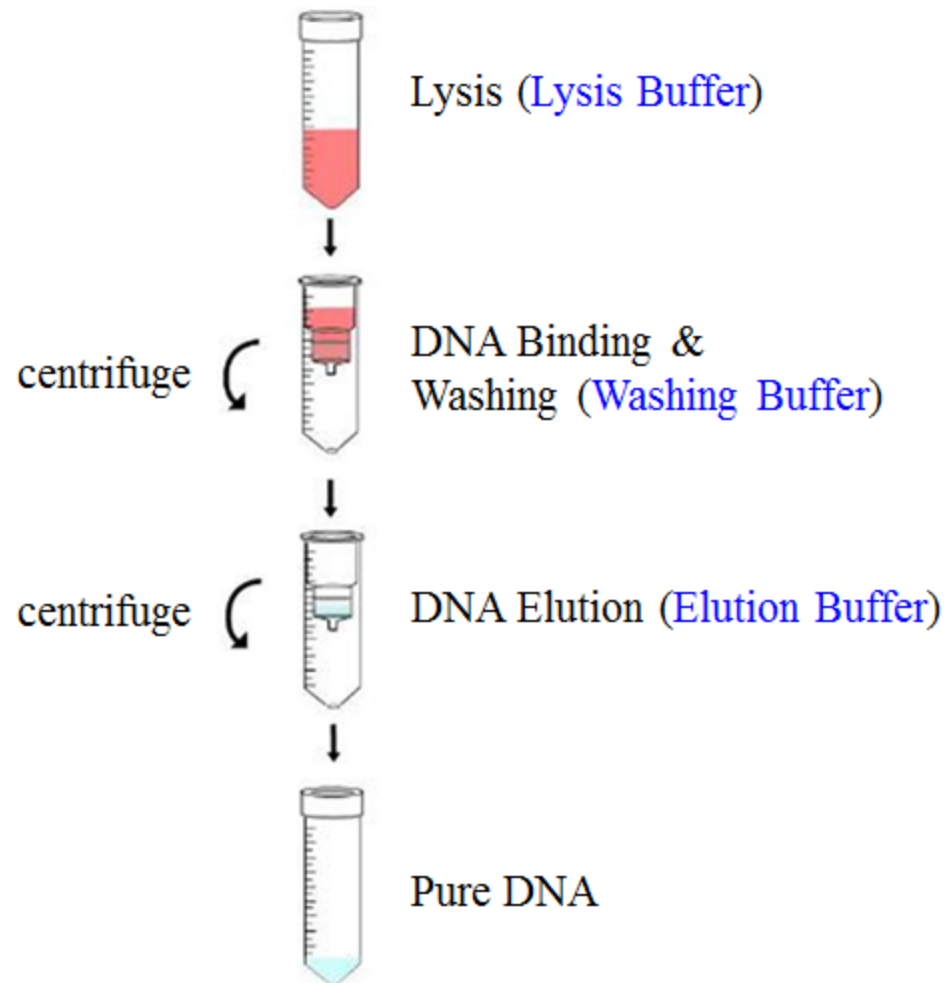 Lysis (Lysis Buffer)
centrifuge
DNA Binding &
Washing (Washing Buffer)
centrifuge
DNA Elution (Elution Buffer)
Pure DNA